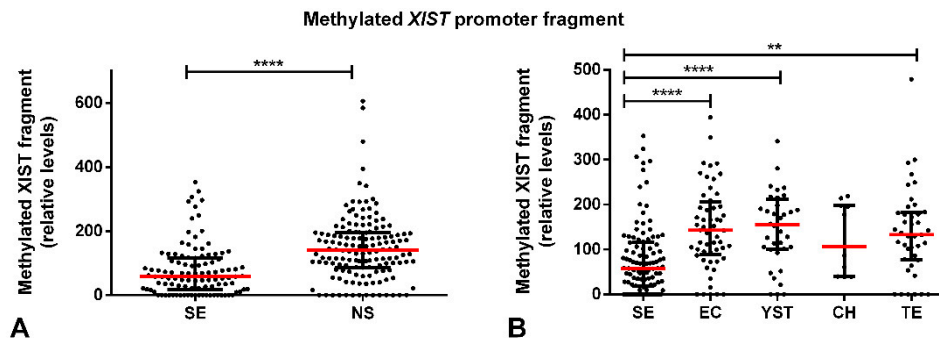 Methylated XIST promoter fragment
Methylated XIST fragment
(relative levels)
600
400
200
0
****
SE
NS
A
Methylated XIST fragment
(relative levels)
500
400
300
200
100
0
**
****
****
SE
EC
YST
CH
TE
B